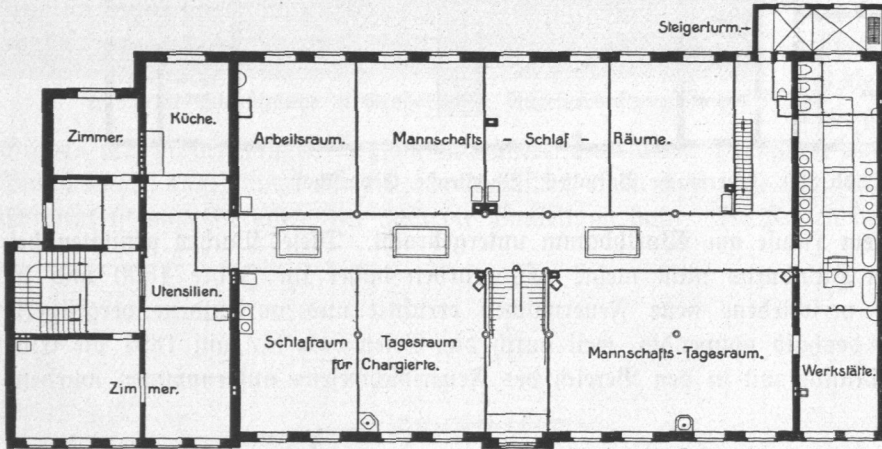 Steigerturm.
Küche.
Zimmer.
Arbeitsraum.
Mannschafts - Schlaf - Räume.
Utensilien.
Schlafraum Tagesraum
für Chargierte.
Mannschafts-Tagesraum.
Zimmer.
Werkstätte.